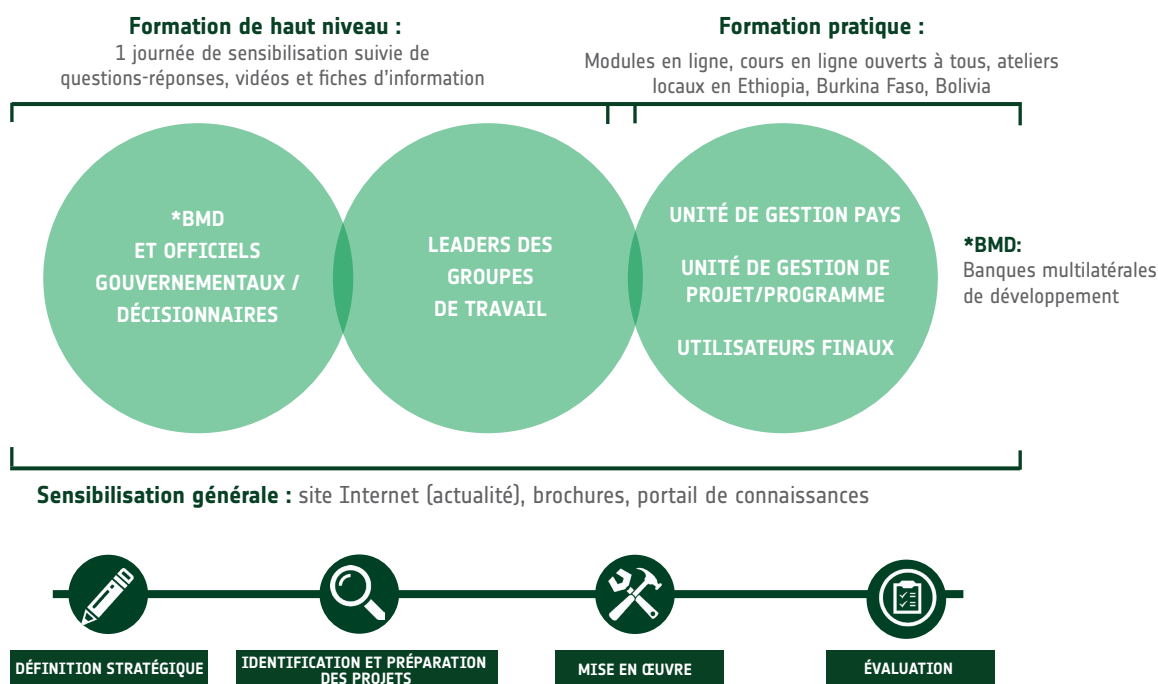 Formation de haut niveau :
1 journée de sensibilisation suivie de
questions-réponses, vidéos et fiches d'information
Formation pratique :
Modules en ligne, cours en ligne ouverts à tous, ateliers
locaux en Ethiopia, Burkina Faso, Bolivia
*BMD
ET OFFICIELS
GOUVERNEMENTAUX /
DÉCISIONNAIRES
LEADERS DES
GROUPES
DE TRAVAIL
UNITÉ DE GESTION PAYS
UNITÉ DE GESTION DE
PROJET/PROGRAMME
UTILISATEURS FINAUX
*BMD:
Banques multilatérales
de développement
Sensibilisation générale : site Internet (actualité), brochures, portail de connaissances
DÉFINITION STRATÉGIQUE
IDENTIFICATION ET PRÉPARATION
DES PROJETS
MISE EN ŒUVRE
ÉVALUATION